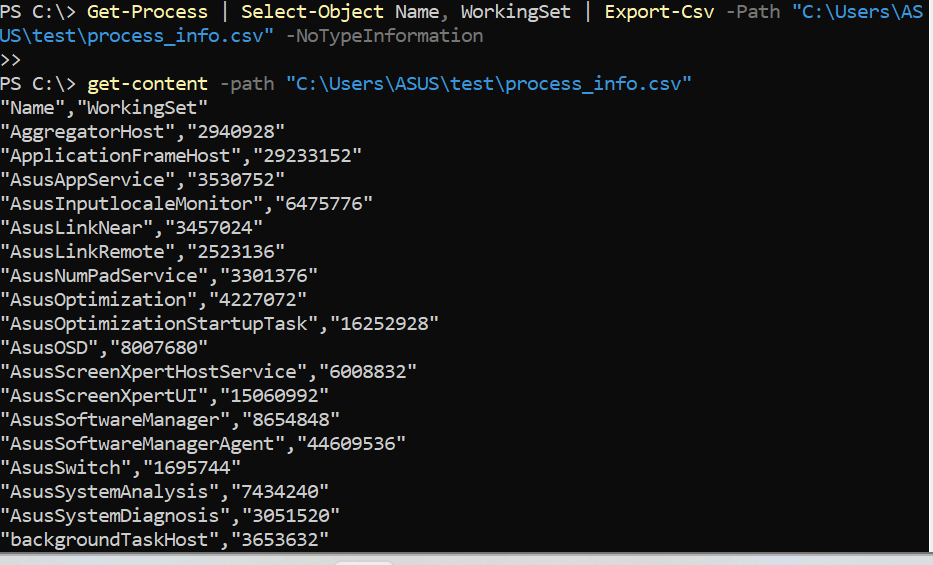 PS C:\> Get-Process | Select-Object Name, WorkingSet | Export-Csv -Path "C:\Users\AS
US\test\process_info.csv" -NoTypeInformation
>>
PS C:\> get-content -path "C:\Users\ASUS\test\process_info.csv"
"Name","WorkingSet"
"AggregatorHost","2940928"
"ApplicationFrameHost","29233152"
"AsusAppService","3530752"
"AsusInputlocaleMonitor","6475776"
"AsusLinkNear","3457024"
"AsusLinkRemote","2523136"
"AsusNumPadService","3301376"
"AsusOptimization","4227072"
"AsusOptimizationStartupTask","16252928"
"AsusOSD","8007680"
"AsusScreenXpertHostService","6008832"
"AsusScreenXpertUI","15060992"
"AsusSoftwareManager","8654848"
"AsusSoftwareManagerAgent","44609536"
"AsusSwitch","1695744"
"AsusSystemAnalysis","7434240"
"AsusSystemDiagnosis","3051520"
"backgroundTaskHost","3653632"